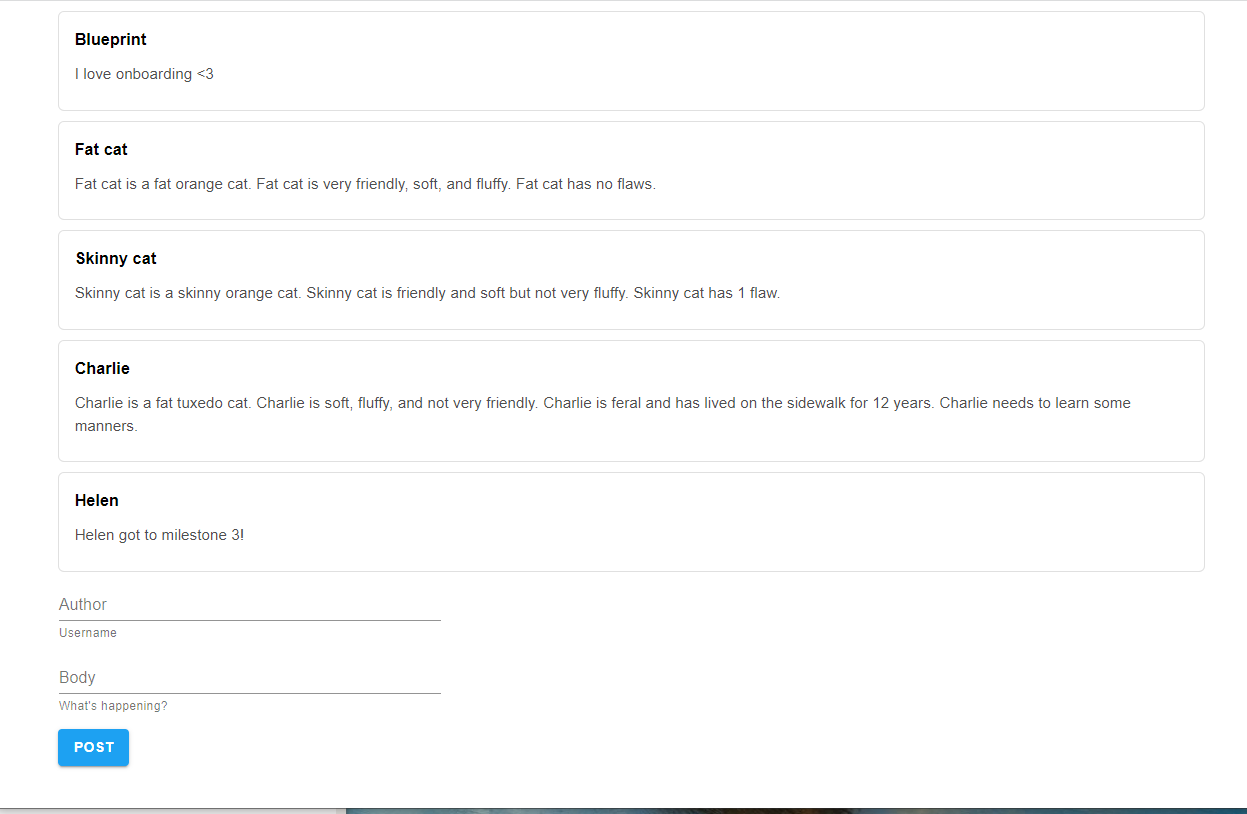 Blueprint
I love onboarding <3
Fat cat
Fat cat is a fat orange cat. Fat cat is very friendly, soft, and fluffy. Fat cat has no flaws.
Skinny cat
Skinny cat is a skinny orange cat. Skinny cat is friendly and soft but not very fluffy. Skinny cat has 1 flaw.
Charlie
Charlie is a fat tuxedo cat. Charlie is soft, fluffy, and not very friendly. Charlie is feral and has lived on the sidewalk for 12 years. Charlie needs to learn some
manners.
Helen
Helen got to milestone 3!
Author
Username
Body
What's happening?
POST